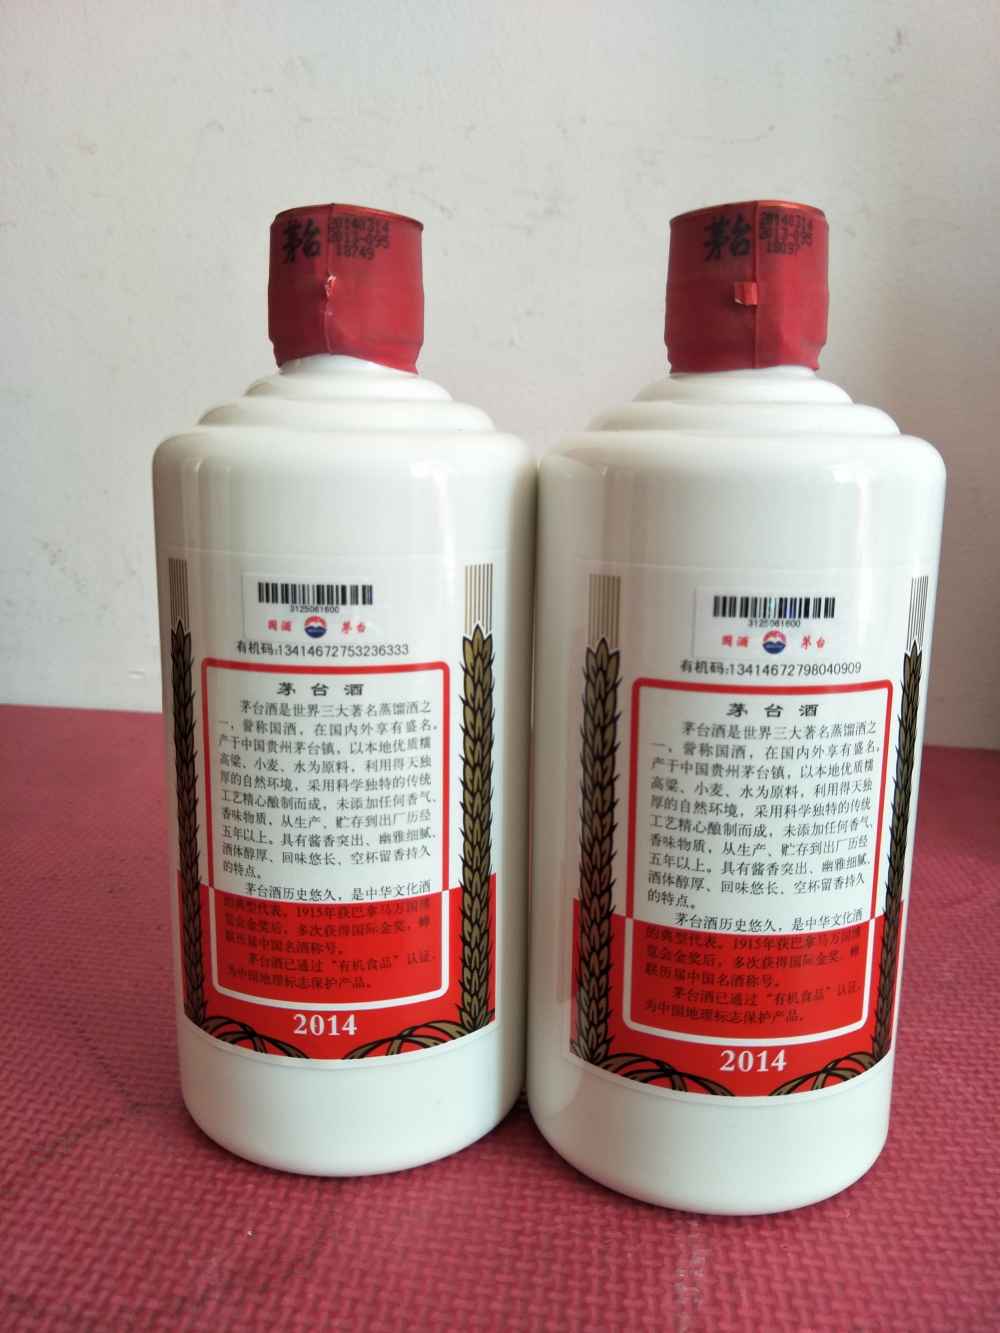 茅台
20140314
2013-095
18749
3125061600
国酒 茅台
有机码:13414672753236333
茅台酒
茅台酒是世界三大著名蒸馏酒之
一，誉称国酒，在国内外享有盛名。
产于中国贵州茅台镇，以本地优质糯
高粱、小麦、水为原料，利用得天独
厚的自然环境，采用科学独特的传统
工艺精心酿制而成，未添加任何香气、
香味物质，从生产、贮存到出厂历经
五年以上。具有酱香突出、幽雅细腻、
酒体醇厚、回味悠长、空杯留香持久
的特点。
茅台酒历史悠久，是中华文化酒
的典型代表。1915年获巴拿马万国博
览会金奖后，多次获得国际金奖，蝉
联历届中国名酒称号。
茅台酒已通过“有机食品”认证，
为中国地理标志保护产品。
2014
茅台
20140314
2013-095
3125061600
国酒 茅台
有机码:13414672798040909
茅台酒
茅台酒是世界三大著名蒸馏酒之
一，誉称国酒，在国内外享有盛名。
产于中国贵州茅台镇，以本地优质糯
高粱、小麦、水为原料，利用得天独
厚的自然环境，采用科学独特的传统
工艺精心酿制而成，未添加任何香气、
香味物质，从生产、贮存到出厂历经
五年以上。具有酱香突出、幽雅细腻、
酒体醇厚、回味悠长、空杯留香持久
的特点。
茅台酒历史悠久，是中华文化酒
的典型代表。1915年获巴拿马万国博
览会金奖后，多次获得国际金奖，蝉
联历届中国名酒称号。
茅台酒已通过“有机食品”认证，
为中国地理标志保护产品。
2014